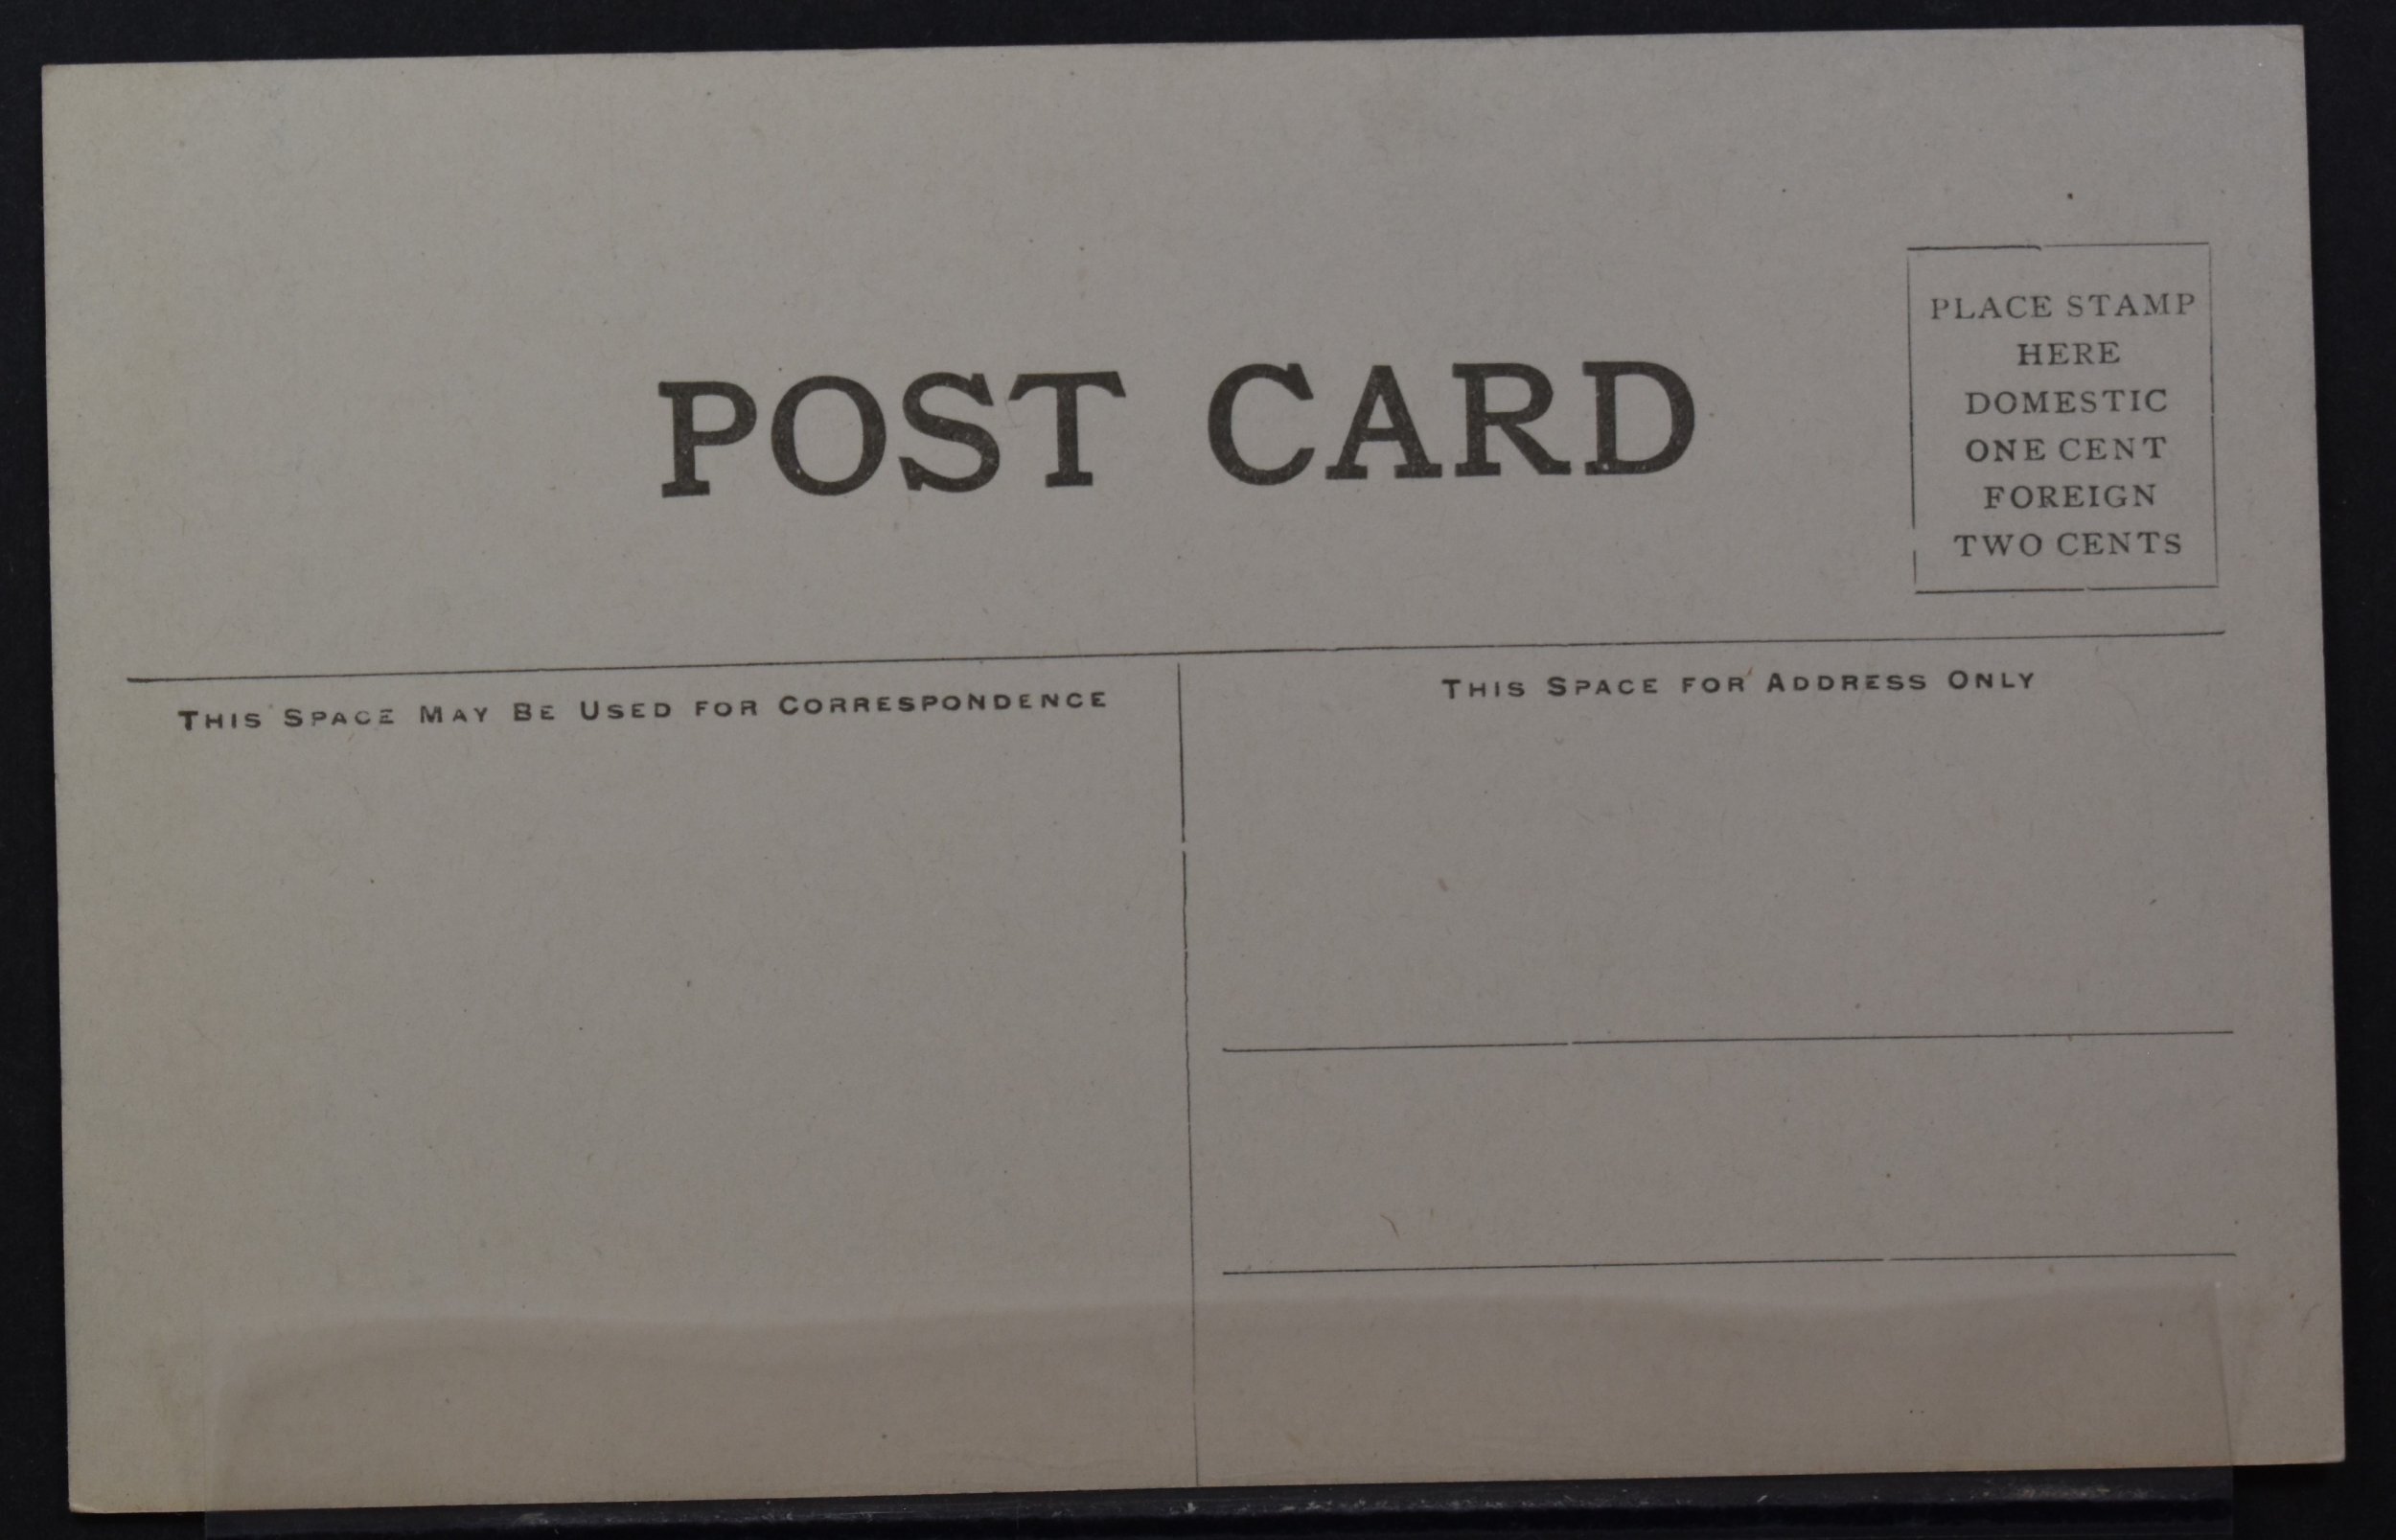 POST CARD
PLACE STAMP
HERE
DOMESTIC
ONE CENT
FOREIGN
TWO CENTS
THIS SPACE MAY BE USED FOR CORRESPONDENCE
THIS SPACE FOR ADDRESS ONLY